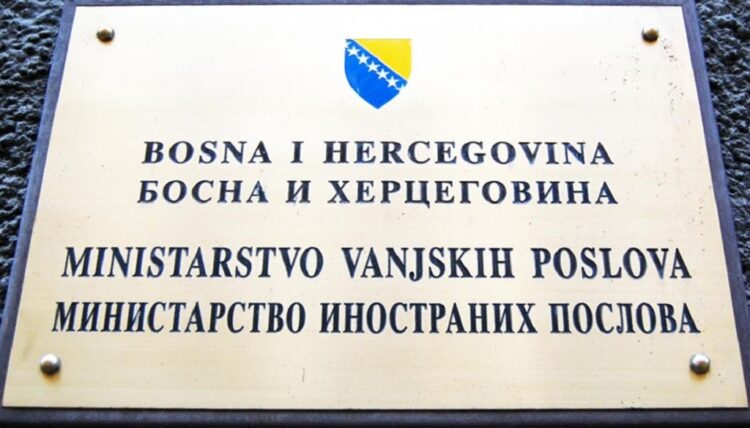 BOSNA I HERCEGOVINA
БОСНА И ХЕРЦЕГОВИНА
MINISTARSTVO VANJSKIH POSLOVA
МИНИСТАРСТВО ИНОСТРАНИХ ПОСЛОВА